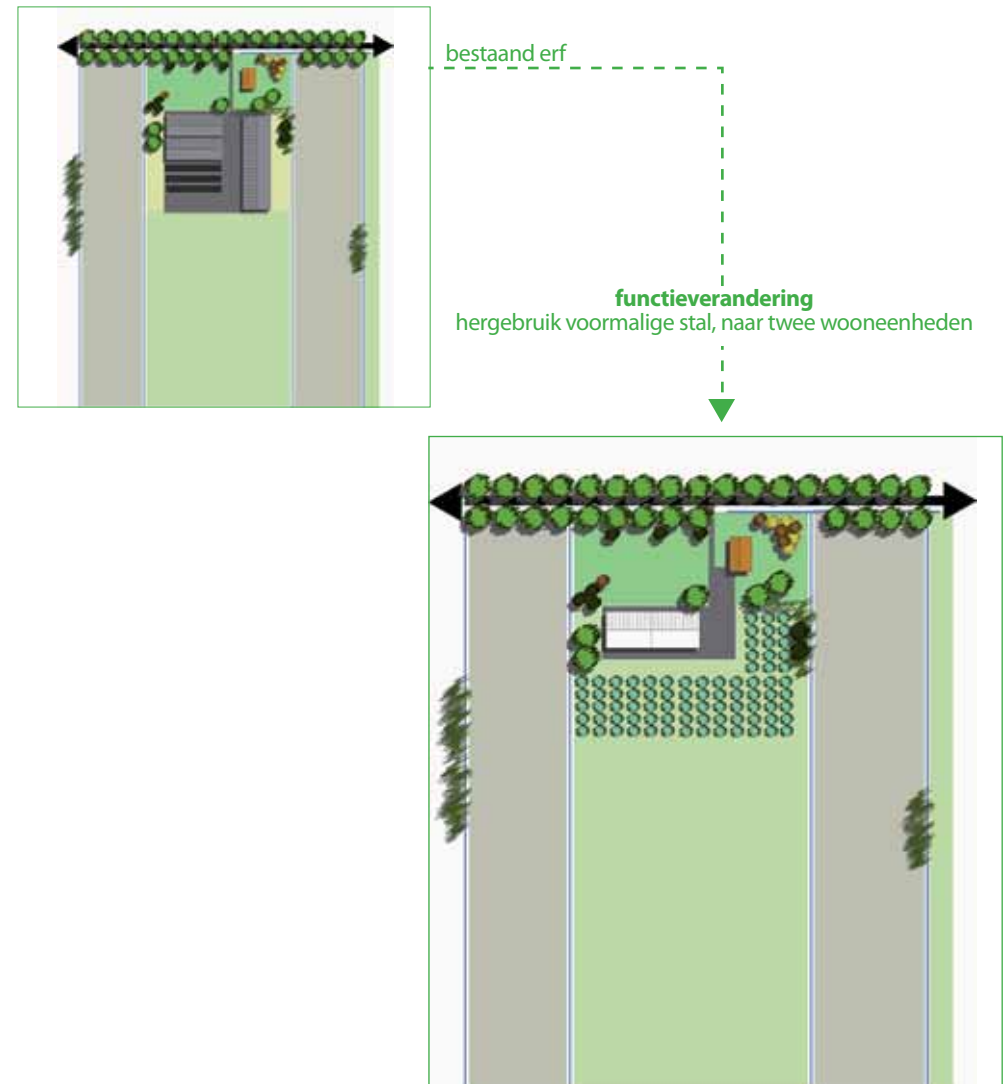 bestaand erf
functieverandering
hergebruik voormalige stal, naar twee wooneenheden